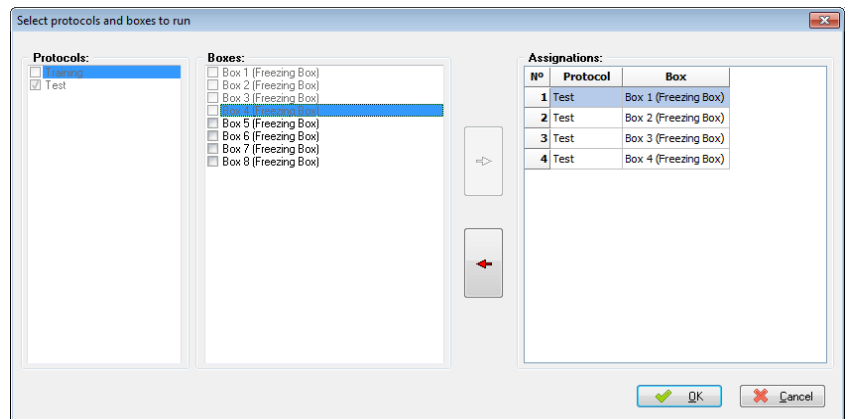 Select protocols and boxes to run
Protocols:
Training
Test
Boxes:
Box 1 (Freezing Box)
Box 2 (Freezing Box)
Box 3 (Freezing Box)
Box 4 (Freezing Box)
Box 5 (Freezing Box)
Box 6 (Freezing Box)
Box 7 (Freezing Box)
Box 8 (Freezing Box)
Assignations:
Nº Protocol Box
1 Test Box 1 (Freezing Box)
2 Test Box 2 (Freezing Box)
3 Test Box 3 (Freezing Box)
4 Test Box 4 (Freezing Box)
OK
Cancel